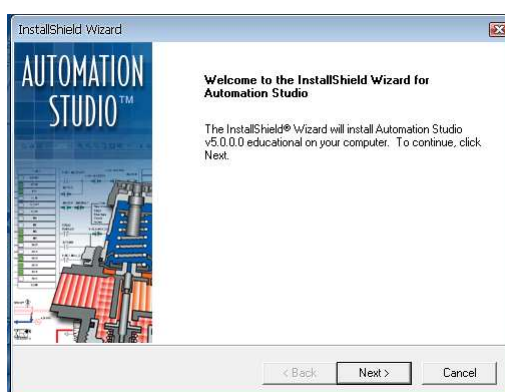 InstallShield Wizard
AUTOMATION
STUDIO™
Welcome to the InstallShield Wizard for
Automation Studio
The InstallShield® Wizard will install Automation Studio
v5.0.0.0 educational on your computer. To continue, click
Next.
< Back
Next >
Cancel